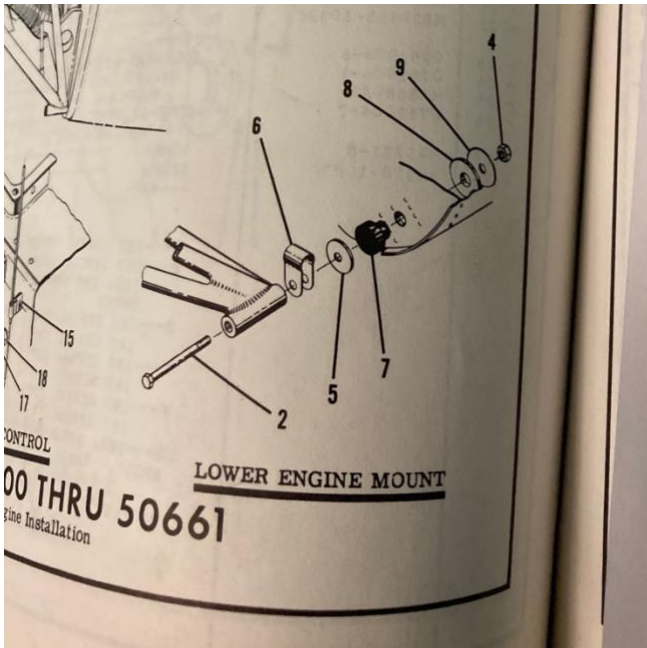 4
9
8
6
15
18
17
7
5
2
CONTROL
LOWER ENGINE MOUNT
00 THRU 50661
gine Installation